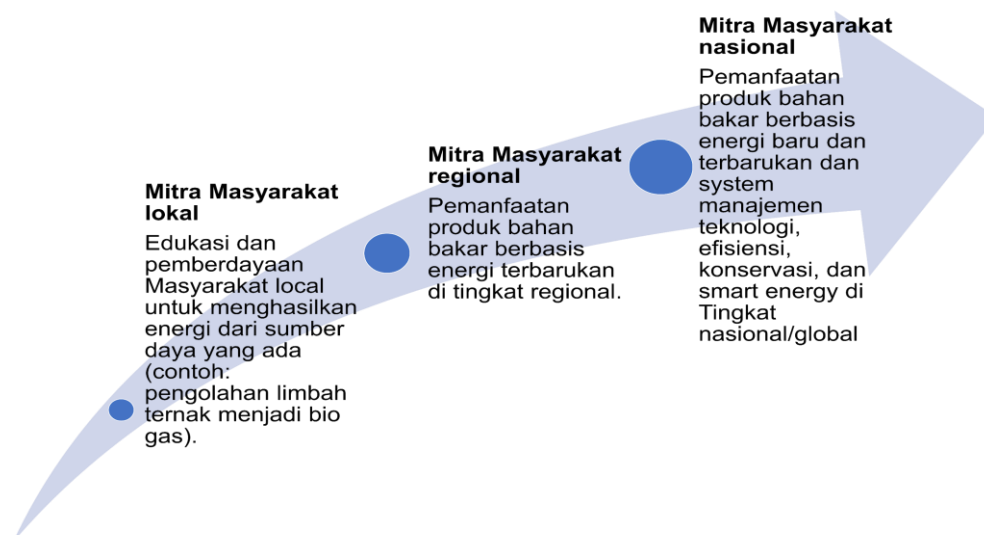 Mitra Masyarakat
lokal
Edukasi dan
pemberdayaan
Masyarakat local
untuk menghasilkan
energi dari sumber
daya yang ada
(contoh:
pengolahan limbah
ternak menjadi bio
gas).
Mitra Masyarakat
regional
Pemanfaatan
produk bahan
bakar berbasis
energi terbarukan
di tingkat regional.
Mitra Masyarakat
nasional
Pemanfaatan
produk bahan
bakar berbasis
energi baru dan
terbarukan dan
system
manajemen
teknologi,
efisiensi,
konservasi, dan
smart energy di
Tingkat
nasional/global